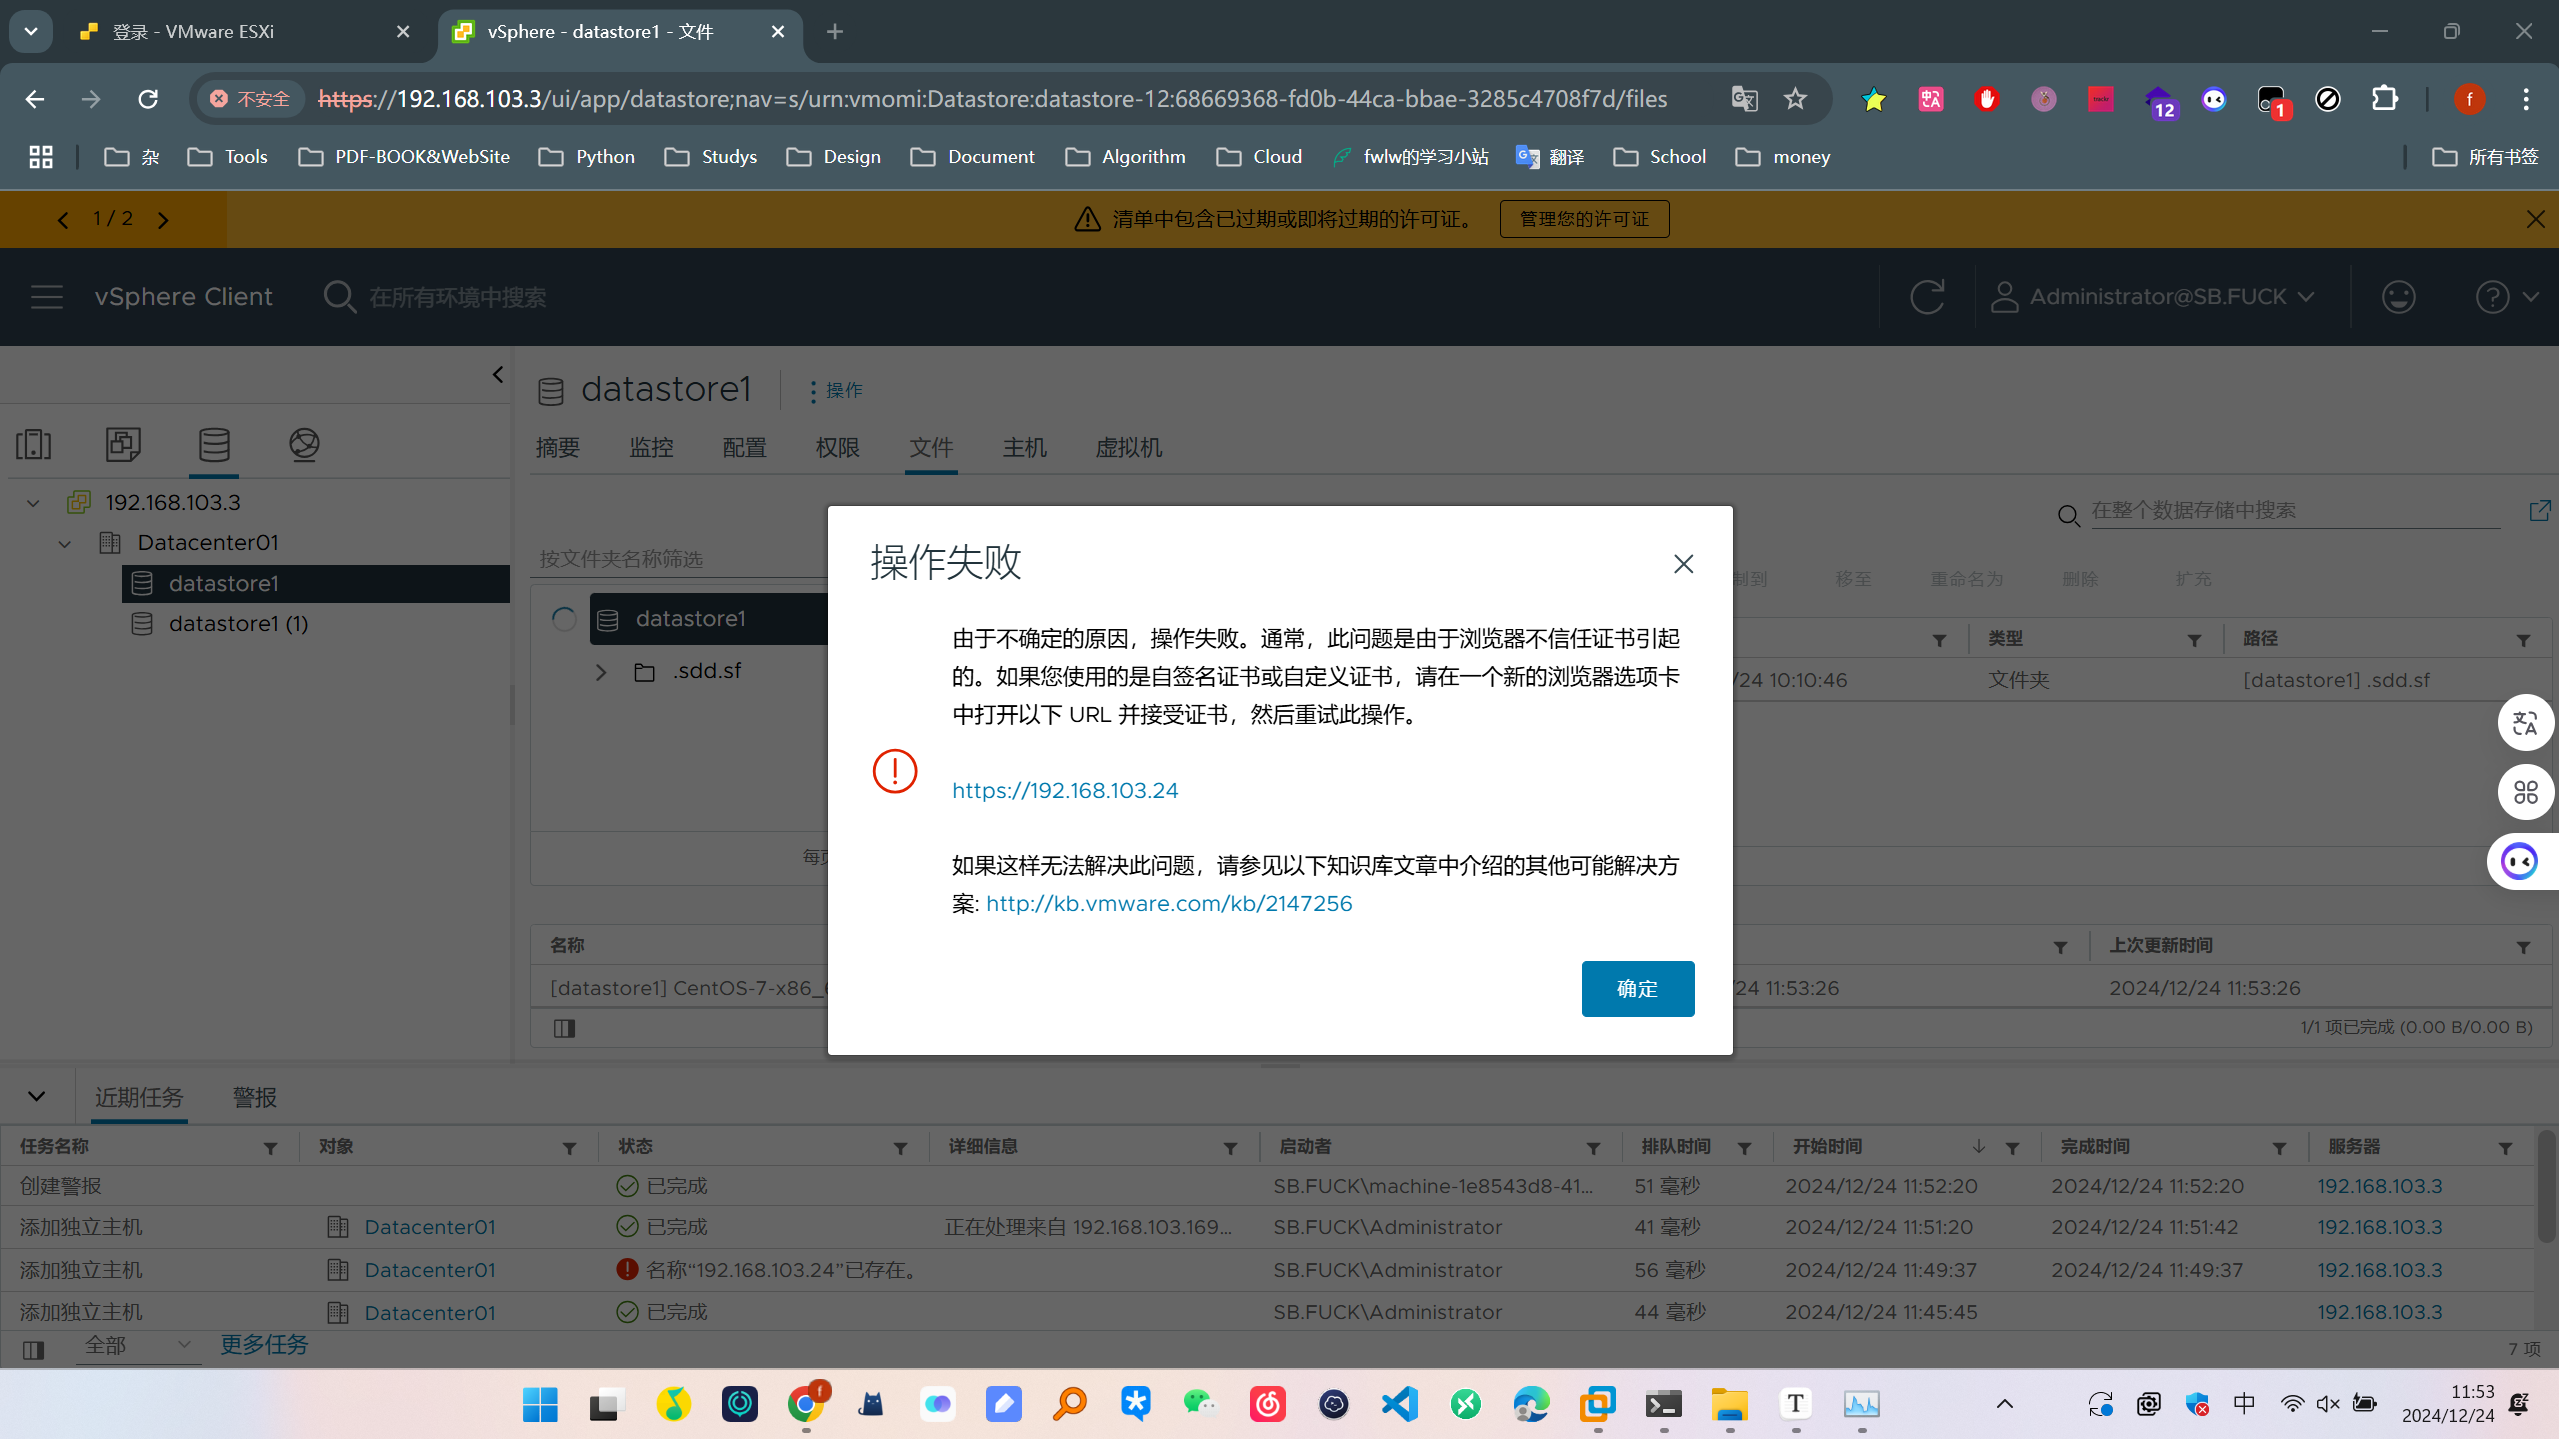 登录 - VMware ESXi
vSphere - datastore1 - 文件
不安全 https://192.168.103.3/ui/app/datastore;nav=s/urn:vmomi:Datastore:datastore-12:68669368-fd0b-44ca-bbae-3285c4708f7d/files
12
1
f
杂 Tools PDF-BOOK&WebSite Python Studys Design Document Algorithm Cloud fwlw的学习小站 翻译 School money 所有书签
1 / 2 清单中包含已过期或即将过期的许可证。 管理您的许可证
vSphere Client 在所有环境中搜索 Administrator@SB.FUCK
datastore1 操作
摘要 监控 配置 权限 文件 主机 虚拟机
192.168.103.3
Datacenter01
datastore1
datastore1 (1)
在整个数据存储中搜索
按文件夹名称筛选
制到 移至 重命名为 删除 扩充
datastore1
.sdd.sf
类型 路径
/24 10:10:46 文件夹 [datastore1] .sdd.sf
操作失败
由于不确定的原因，操作失败。通常，此问题是由于浏览器不信任证书引起
的。如果您使用的是自签名证书或自定义证书，请在一个新的浏览器选项卡
中打开以下 URL 并接受证书，然后重试此操作。
https://192.168.103.24
如果这样无法解决此问题，请参见以下知识库文章中介绍的其他可能解决方
案: http://kb.vmware.com/kb/2147256
确定
每页
名称 上次更新时间
[datastore1] CentOS-7-x86_ 24 11:53:26 2024/12/24 11:53:26
1/1 项已完成 (0.00 B/0.00 B)
近期任务 警报
任务名称 对象 状态 详细信息 启动者 排队时间 开始时间 完成时间 服务器
创建警报 已完成 SB.FUCK\machine-1e8543d8-41... 51 毫秒 2024/12/24 11:52:20 2024/12/24 11:52:20 192.168.103.3
添加独立主机 Datacenter01 已完成 正在处理来自 192.168.103.169... SB.FUCK\Administrator 41 毫秒 2024/12/24 11:51:20 2024/12/24 11:51:42 192.168.103.3
添加独立主机 Datacenter01 名称“192.168.103.24”已存在。 SB.FUCK\Administrator 56 毫秒 2024/12/24 11:49:37 2024/12/24 11:49:37 192.168.103.3
添加独立主机 Datacenter01 已完成 SB.FUCK\Administrator 44 毫秒 2024/12/24 11:45:45 192.168.103.3
全部 更多任务 7 项
中
11:53
2024/12/24